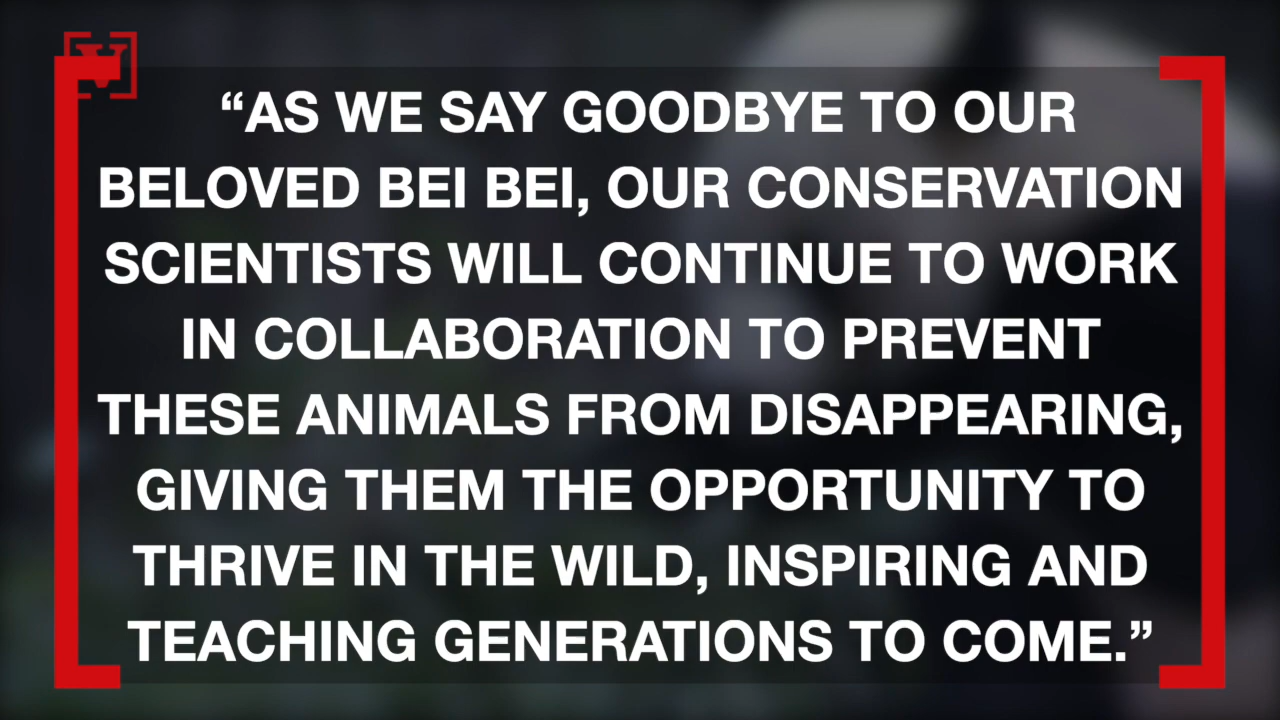 “AS WE SAY GOODBYE TO OUR
BELOVED BEI BEI, OUR CONSERVATION
SCIENTISTS WILL CONTINUE TO WORK
IN COLLABORATION TO PREVENT
THESE ANIMALS FROM DISAPPEARING,
GIVING THEM THE OPPORTUNITY TO
THRIVE IN THE WILD, INSPIRING AND
TEACHING GENERATIONS TO COME.”